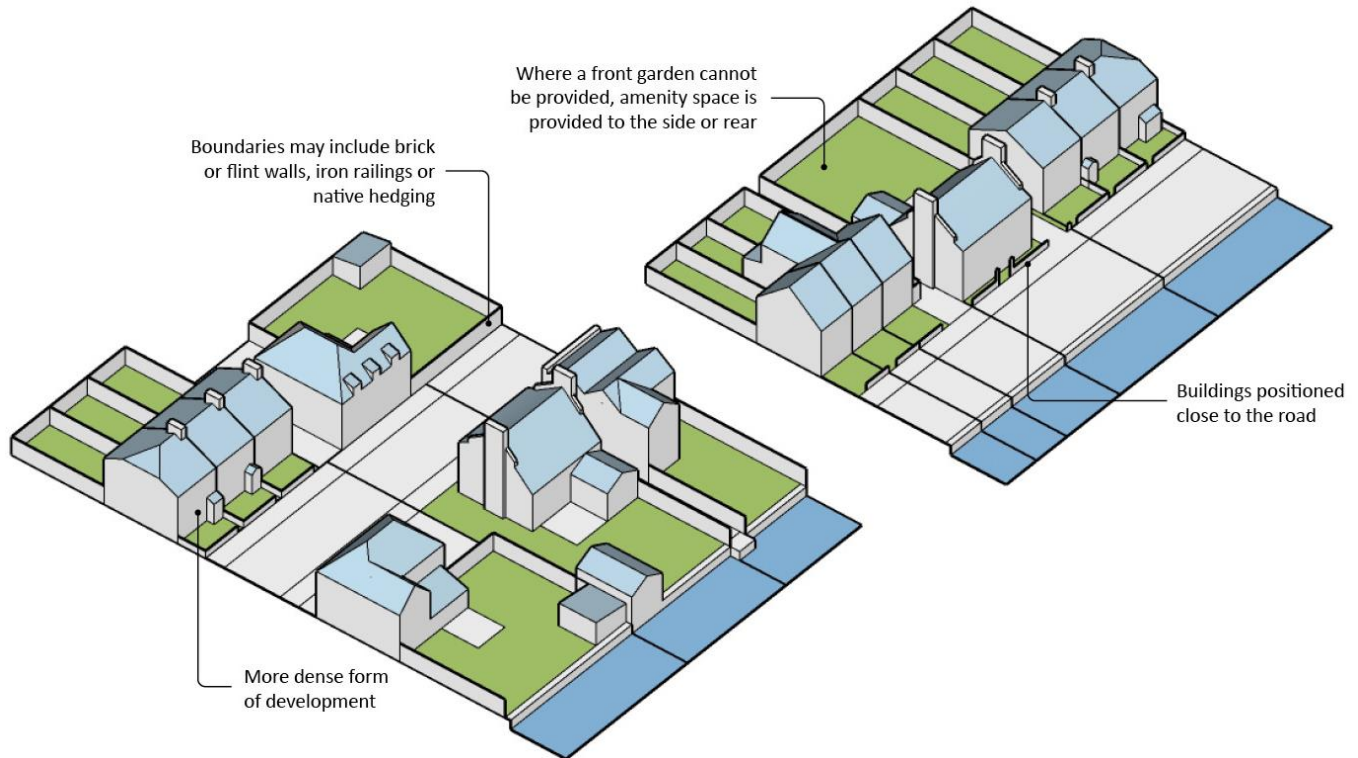 Where a front garden cannot
be provided, amenity space is
provided to the side or rear
Boundaries may include brick
or flint walls, iron railings or
native hedging
Buildings positioned
close to the road
More dense form
of development